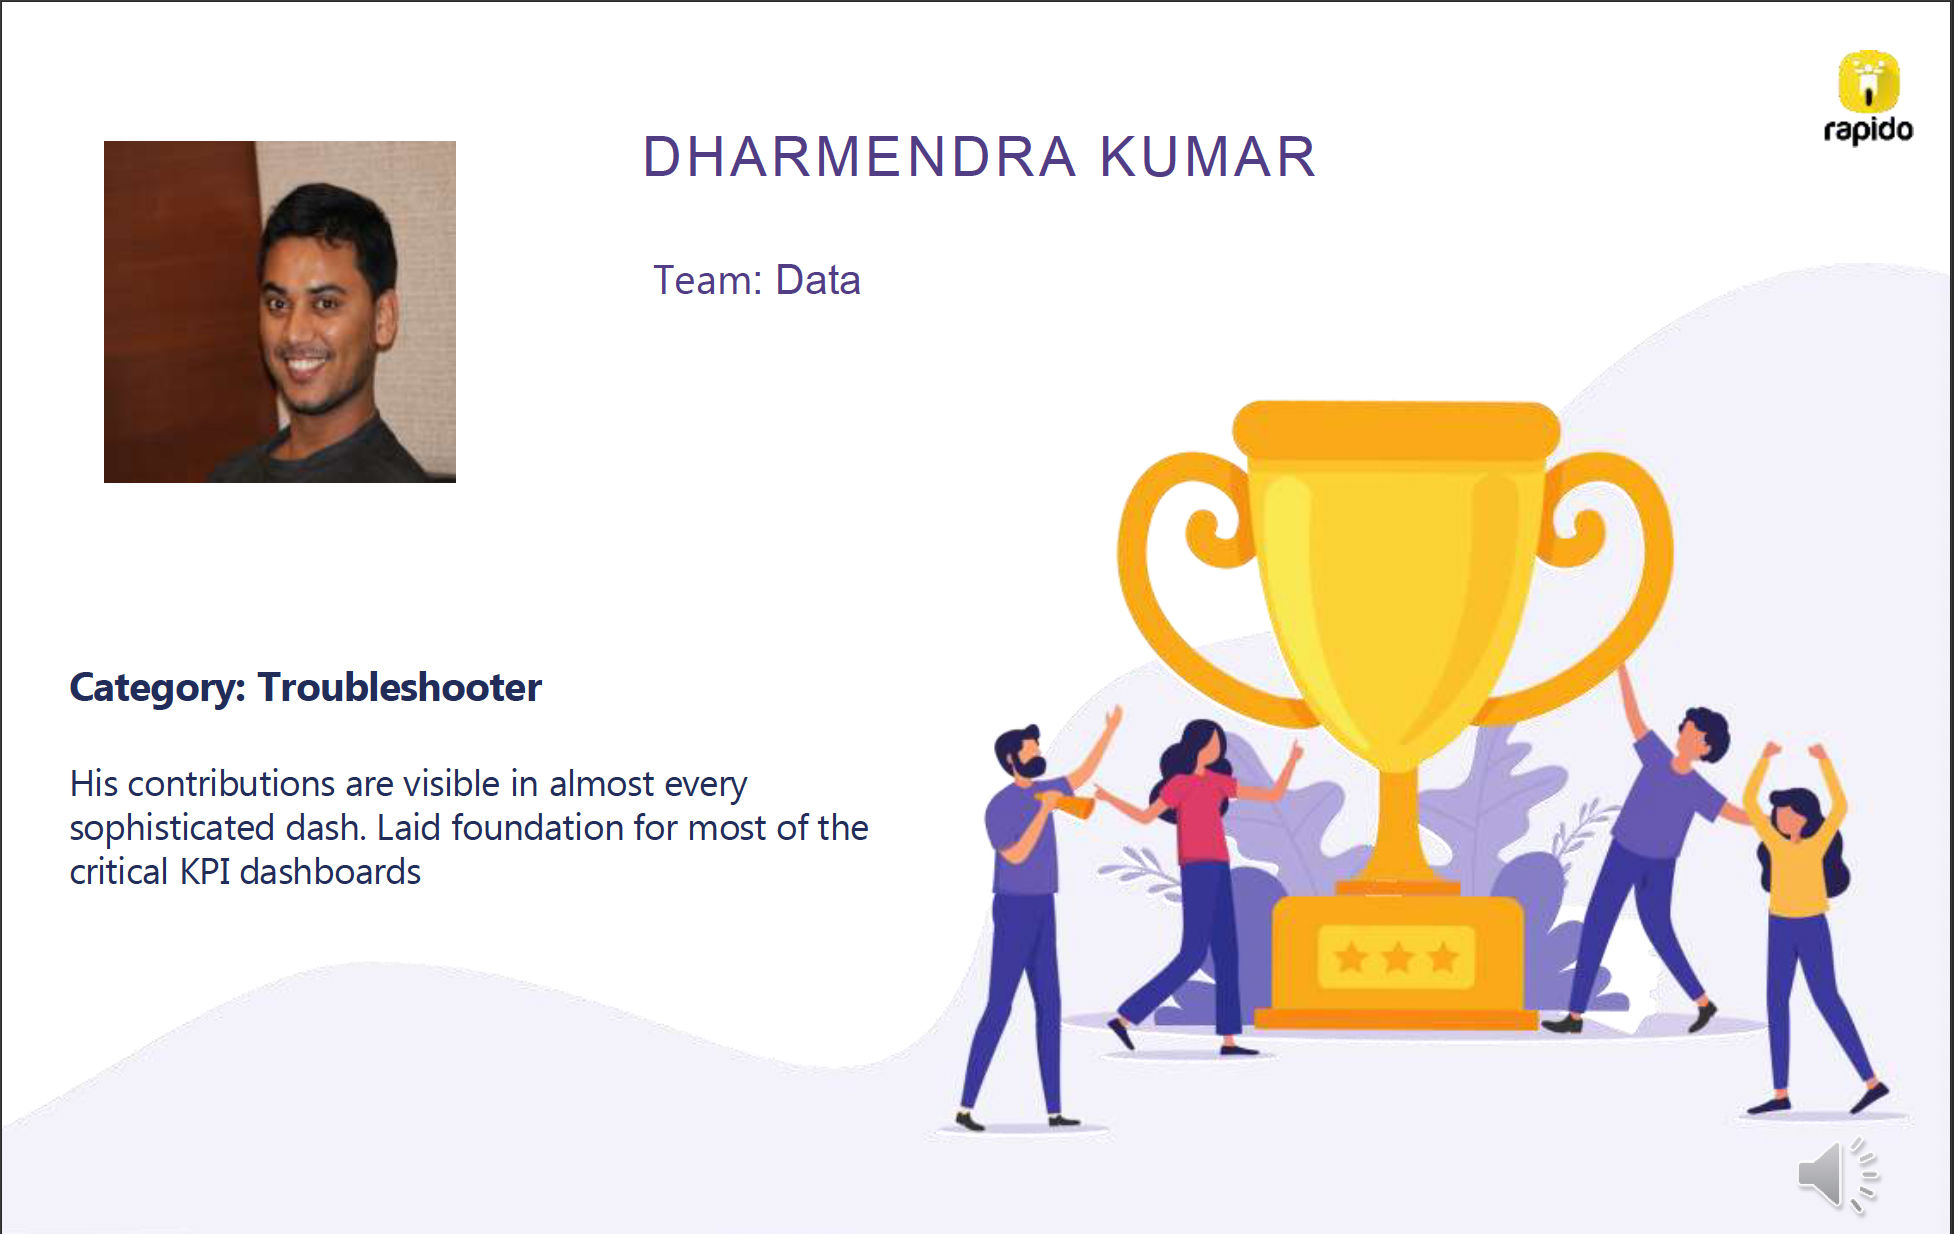 rapido
DHARMENDRA KUMAR
Team: Data
Category: Troubleshooter
His contributions are visible in almost every
sophisticated dash. Laid foundation for most of the
critical KPI dashboards